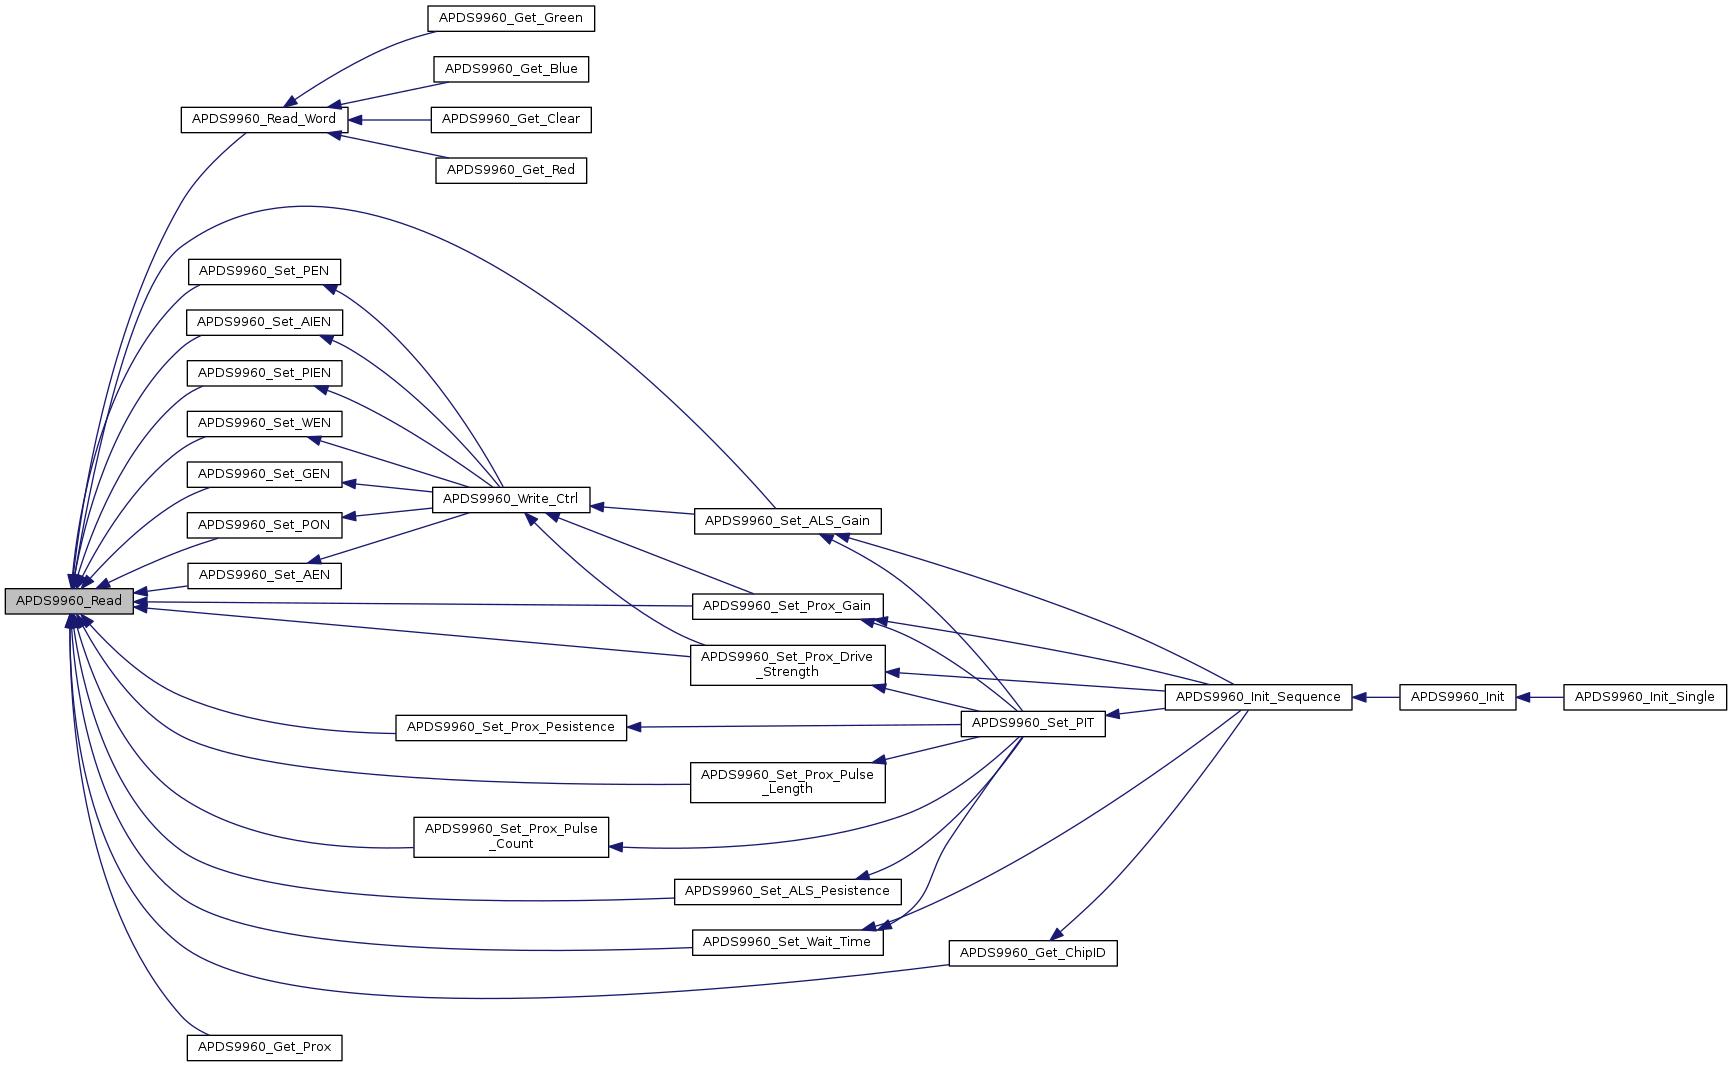 APDS9960_Get_Green
APDS9960_Get_Blue
APDS9960_Read_Word
APDS9960_Get_Clear
APDS9960_Get_Red
APDS9960_Set_PEN
APDS9960_Set_AIEN
APDS9960_Set_PIEN
APDS9960_Set_WEN
APDS9960_Set_GEN
APDS9960_Write_Ctrl
APDS9960_Set_PON
APDS9960_Set_ALS_Gain
APDS9960_Set_AEN
APDS9960_Read
APDS9960_Set_Prox_Gain
APDS9960_Set_Prox_Drive
_Strength
APDS9960_Init_Sequence
APDS9960_Init
APDS9960_Init_Single
APDS9960_Set_Prox_Pesistence
APDS9960_Set_PIT
APDS9960_Set_Prox_Pulse
_Length
APDS9960_Set_Prox_Pulse
_Count
APDS9960_Set_ALS_Pesistence
APDS9960_Set_Wait_Time
APDS9960_Get_ChipID
APDS9960_Get_Prox